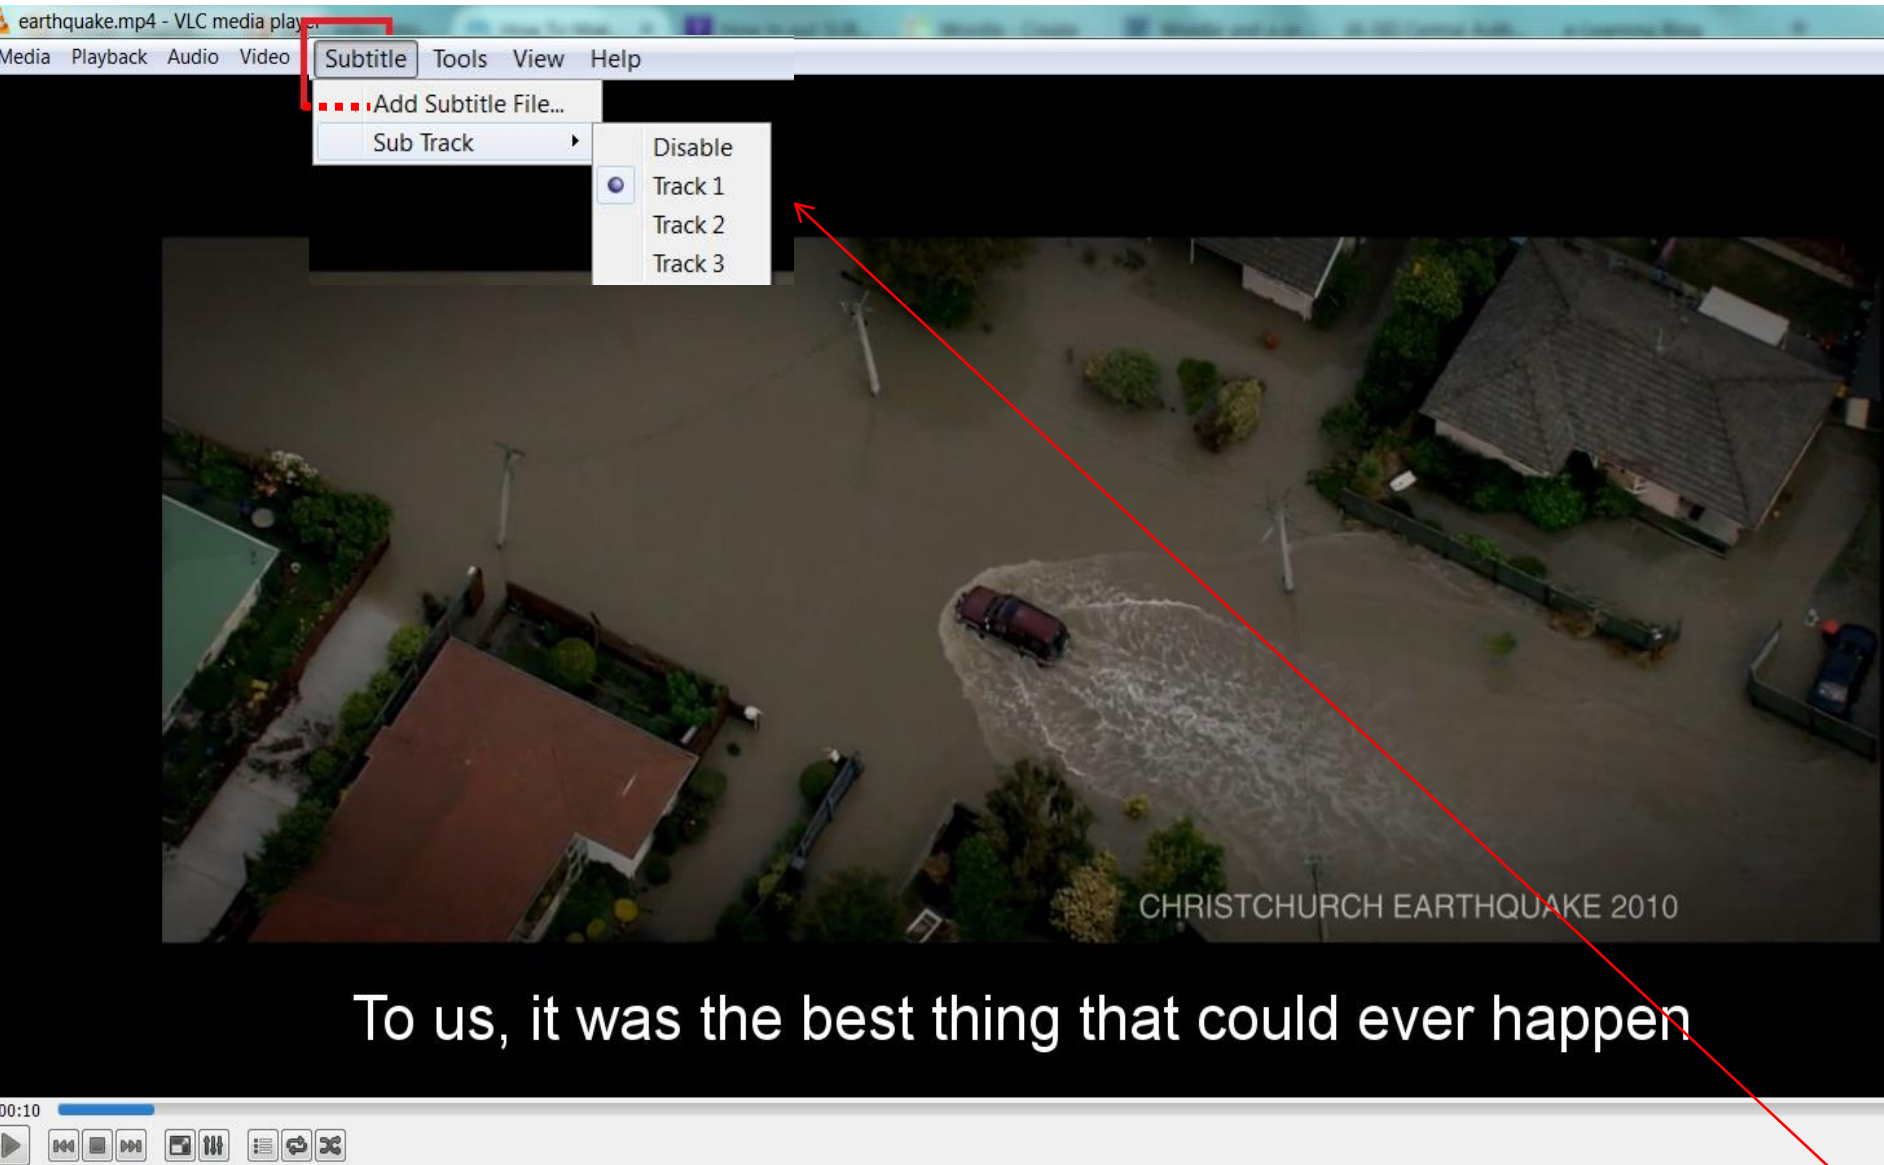 earthquake.mp4 - VLC media player
Media Playback Audio Video Subtitle Tools View Help
Add Subtitle File...
Sub Track
Disable
Track 1
Track 2
Track 3
CHRISTCHURCH EARTHQUAKE 2010
To us, it was the best thing that could ever happen
00:10